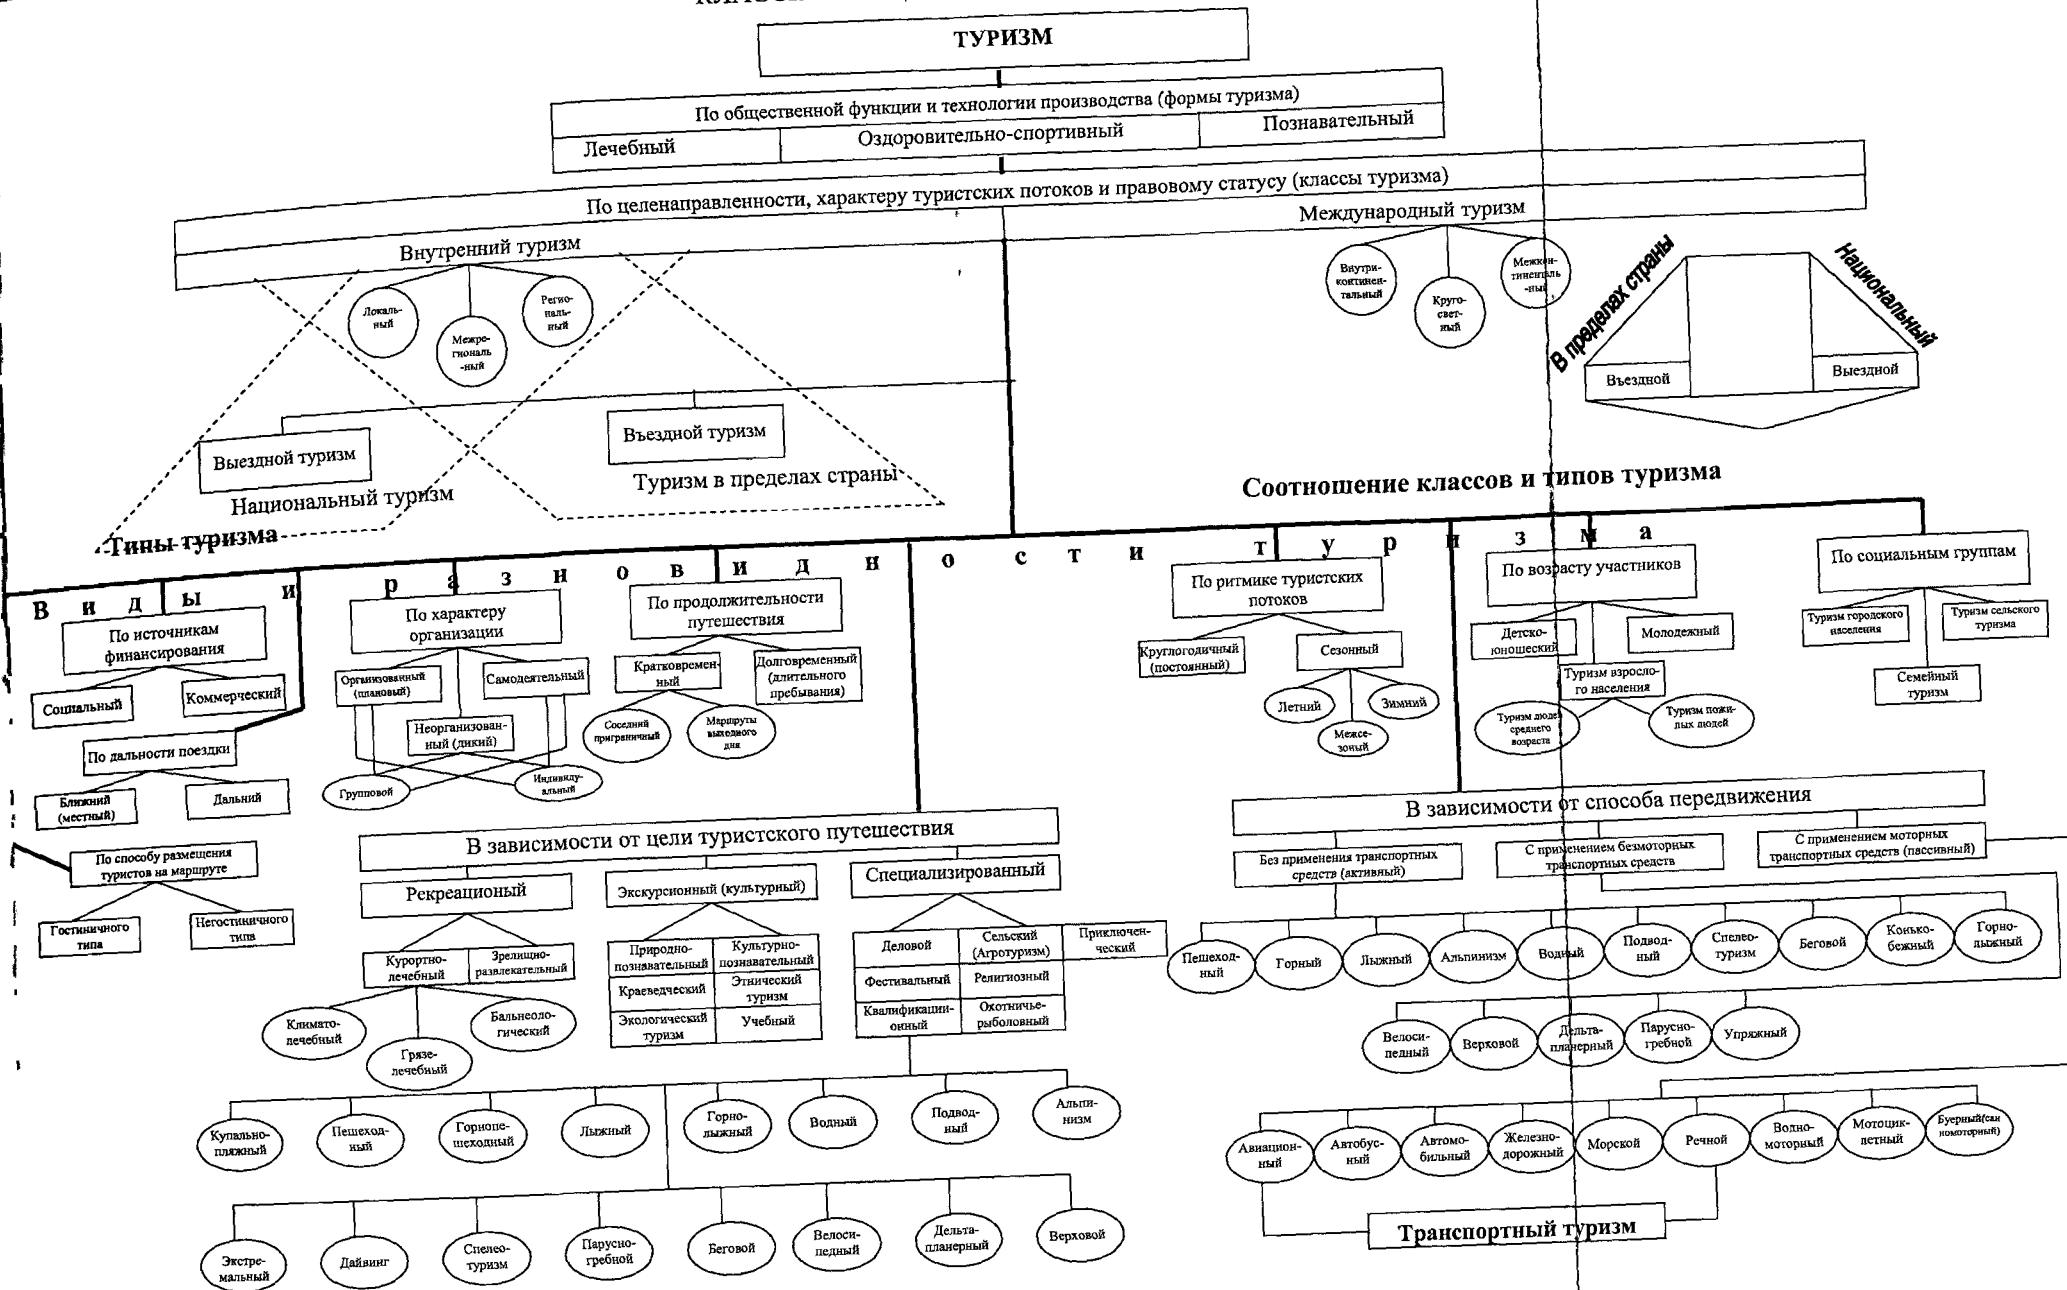 ТУРИЗМ
По общественной функции и технологии производства (формы туризма)
Лечебный
Оздоровительно-спортивный
Познавательный
По целенаправленности, характеру туристских потоков и правовому статусу (классы туризма)
Внутренний туризм
Международный туризм
Локаль-
ный
Межре-
гиональ
-ный
Регио-
наль-
ный
Внутри-
континен-
тальный
Круго-
свет-
ный
Межкон-
тиненталь
-ный
В пределах страны
Национальный
Въездной
Выездной
Выездной туризм
Въездной туризм
Национальный туризм
Туризм в пределах страны
Типы туризма
Соотношение классов и типов туризма
Виды и разновидности туризма
По источникам
финансирования
Социальный
Коммерческий
По дальности поездки
Ближний
(местный)
Дальний
По способу размещения
туристов на маршруте
Гостиничного
типа
Негостиничного
типа
По характеру
организации
Организованный
(плановый)
Самодеятельный
Неорганизован-
ный (дикий)
Групповой
Индивиду-
альный
По продолжительности
путешествия
Кратковремен-
ный
Долговременный
(длительного
пребывания)
Соседний
приграничный
Маршруты
выходного
дня
По ритмике туристских
потоков
Круглогодичный
(постоянный)
Сезонный
Летний
Зимний
Межсе-
зоный
По возрасту участников
Детско-
юношеский
Молодежный
Туризм взросло-
го населения
Туризм людей
среднего
возраста
Туризм пожи-
лых людей
По социальным группам
Туризм городского
населения
Туризм сельского
туризма
Семейный
туризм
В зависимости от цели туристского путешествия
Рекреационый
Экскурсионный (культурный)
Специализированный
Курортно-
лечебный
Зрелищно-
развлекательный
Климато-
лечебный
Грязе-
лечебный
Бальнеоло-
гический
Природно-
познавательный
Культурно-
познавательный
Краеведческий
Этнический
туризм
Экологический
туризм
Учебный
Деловой
Сельский
(Агротуризм)
Приключен-
ческий
Фестивальный
Религиозный
Квалификаци-
онный
Охотничье-
рыболовный
Купально-
пляжный
Пешеход-
ный
Горнопе-
шеходный
Лыжный
Горно-
лыжный
Водный
Подвод-
ный
Альпи-
низм
Экстре-
мальный
Дайвинг
Спелео-
туризм
Парусно-
гребной
Беговой
Велоси-
педный
Дельта-
планерный
Верховой
В зависимости от способа передвижения
Без применения транспортных
средств (активный)
С применением безмоторных
транспортных средств
С применением моторных
транспортных средств (пассивный)
Пешеход-
ный
Горный
Лыжный
Альпинизм
Водный
Подвод-
ный
Спелео-
туризм
Беговой
Конько-
бежный
Горно-
лыжный
Велоси-
педный
Верховой
Дельта-
планерный
Парусно-
гребной
Упряжный
Авиацион-
ный
Автобус-
ный
Автомо-
бильный
Железно-
дорожный
Морской
Речной
Водно-
моторный
Мотоцик-
летный
Буерный(сан
номоторный)
Транспортный туризм